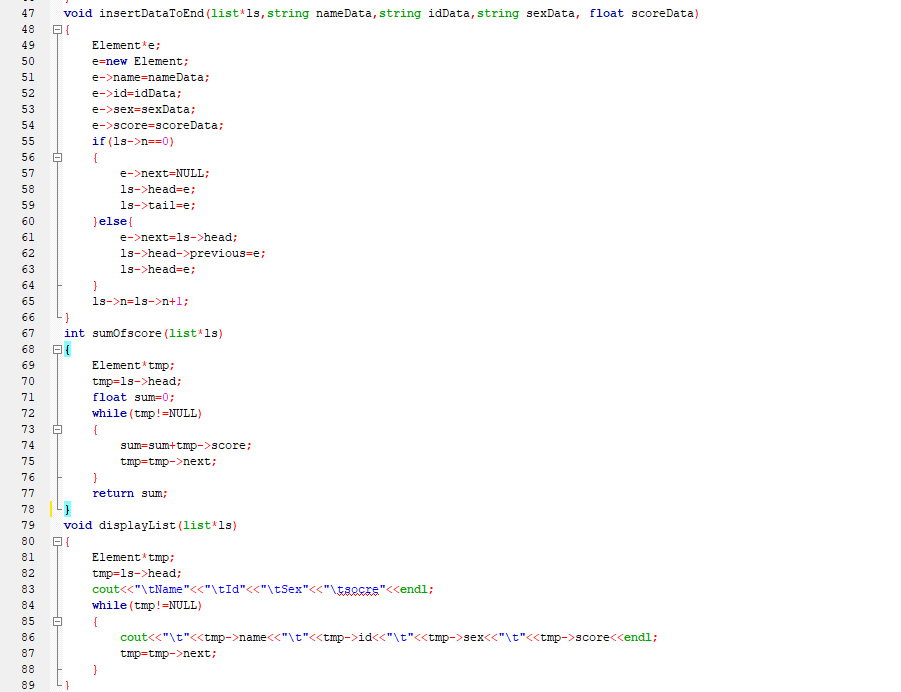 47 void insertDataToEnd(list*ls,string nameData,string idData,string sexData, float scoreData)
48 {
49 Element*e;
50 e=new Element;
51 e->name=nameData;
52 e->id=idData;
53 e->sex=sexData;
54 e->score=scoreData;
55 if(ls->n==0)
56 {
57 e->next=NULL;
58 ls->head=e;
59 ls->tail=e;
60 }else{
61 e->next=ls->head;
62 ls->head->previous=e;
63 ls->head=e;
64 }
65 ls->n=ls->n+1;
66 }
67 int sumOfscore(list*ls)
68 {
69 Element*tmp;
70 tmp=ls->head;
71 float sum=0;
72 while(tmp!=NULL)
73 {
74 sum=sum+tmp->score;
75 tmp=tmp->next;
76 }
77 return sum;
78 }
79 void displayList(list*ls)
80 {
81 Element*tmp;
82 tmp=ls->head;
83 cout<<"\tName"<<"\tId"<<"\tSex"<<"\tsocre"<<endl;
84 while(tmp!=NULL)
85 {
86 cout<<"\t"<<tmp->name<<"\t"<<tmp->id<<"\t"<<tmp->sex<<"\t"<<tmp->score<<endl;
87 tmp=tmp->next;
88 }
89 }